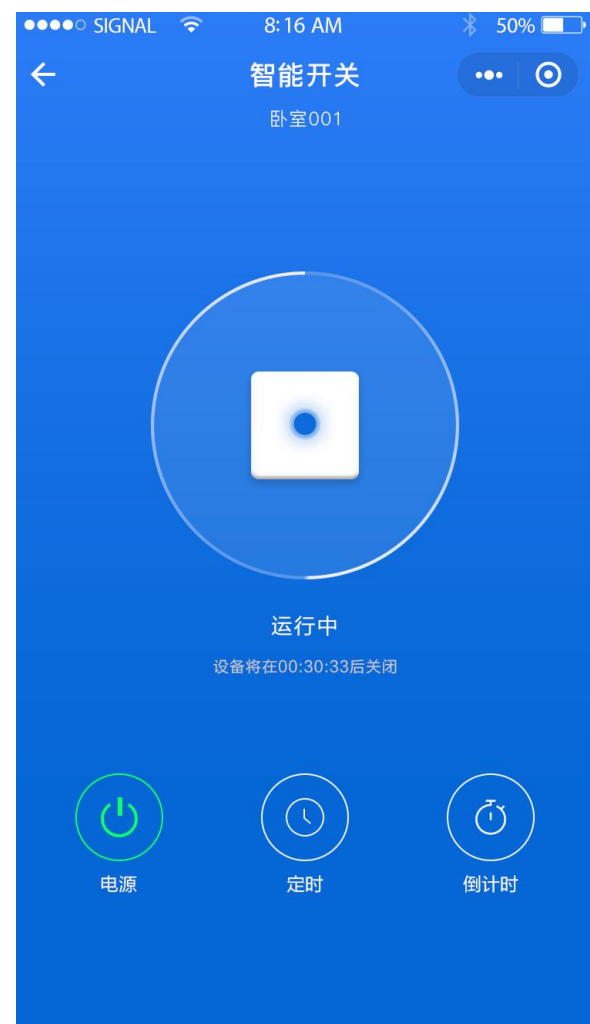 SIGNAL 8:16 AM 50%
智能开关
卧室001
运行中
设备将在00:30:33后关闭
电源 定时 倒计时